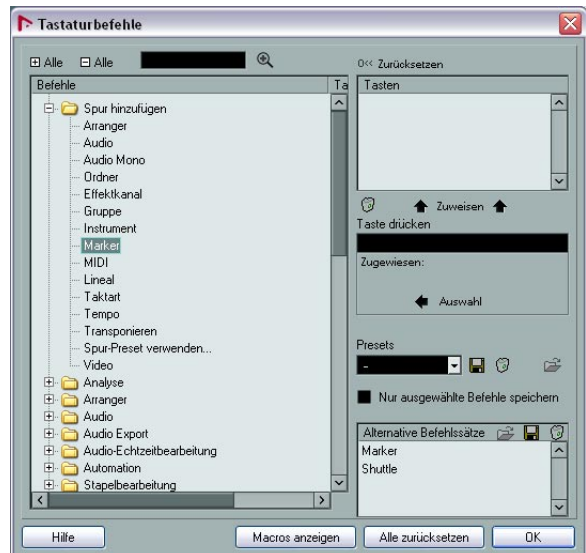 Tastaturbefehle
Alle Alle
0<< Zurücksetzen
Befehle Ta
Spur hinzufügen
Arranger
Audio
Audio Mono
Ordner
Effektkanal
Gruppe
Instrument
Marker
MIDI
Lineal
Taktart
Tempo
Transponieren
Spur-Preset verwenden...
Video
Analyse
Arranger
Audio
Audio Export
Audio-Echtzeitbearbeitung
Automation
Stapelbearbeitung
Tasten
Zuweisen
Taste drücken
Zugewiesen:
Auswahl
Presets
-
Nur ausgewählte Befehle speichern
Alternative Befehlssätze
Marker
Shuttle
Hilfe Macros anzeigen Alle zurücksetzen OK